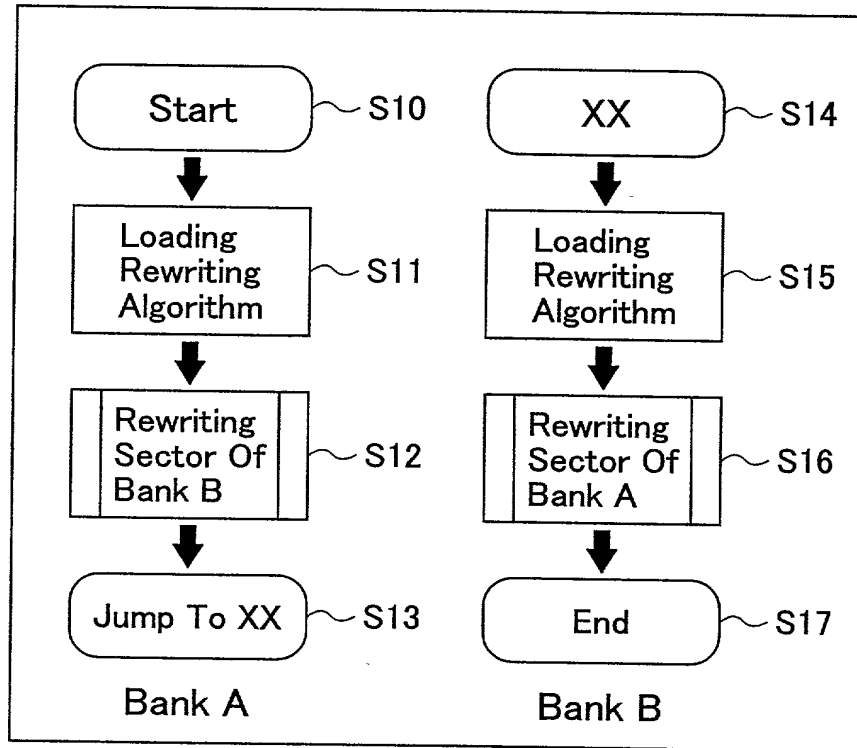 Start
S10
Loading
Rewriting
Algorithm
S11
Rewriting
Sector Of
Bank B
S12
Jump To XX
S13
Bank A
XX
S14
Loading
Rewriting
Algorithm
S15
Rewriting
Sector Of
Bank A
S16
End
S17
Bank B